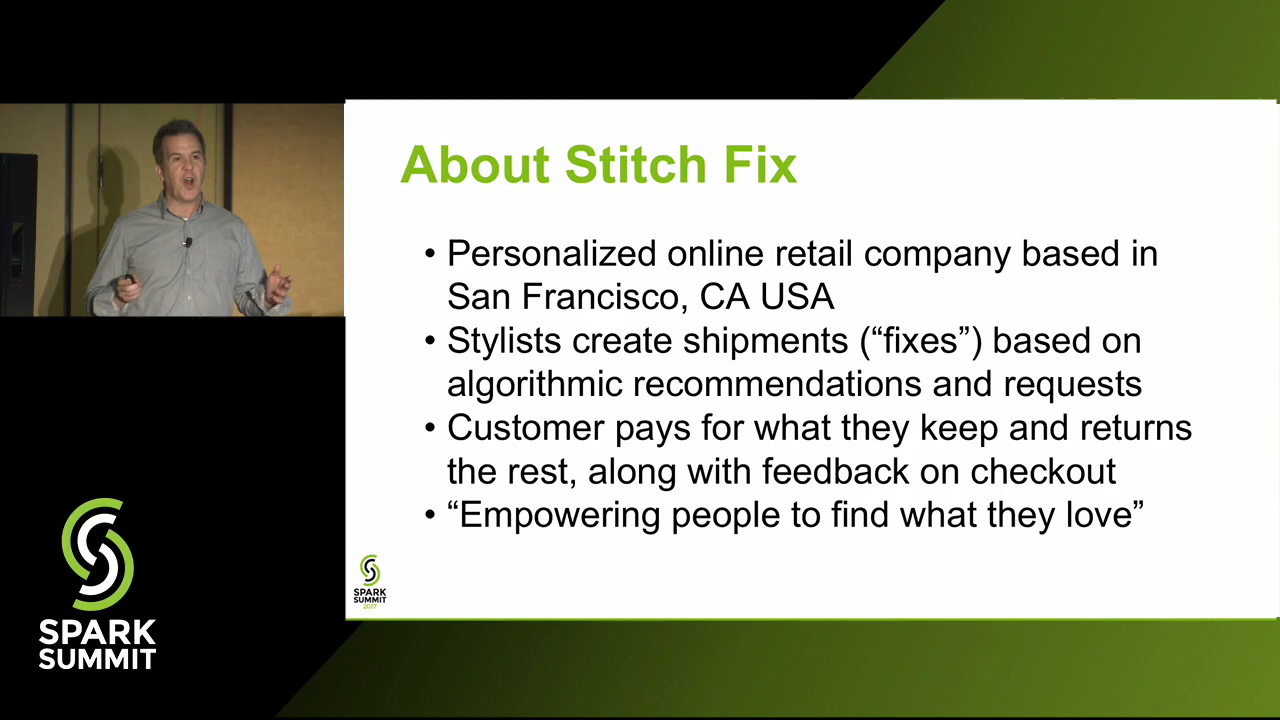 About Stitch Fix
• Personalized online retail company based in
San Francisco, CA USA
• Stylists create shipments (“fixes”) based on
algorithmic recommendations and requests
• Customer pays for what they keep and returns
the rest, along with feedback on checkout
• “Empowering people to find what they love”
SPARK
SUMMIT
2017
SPARK
SUMMIT